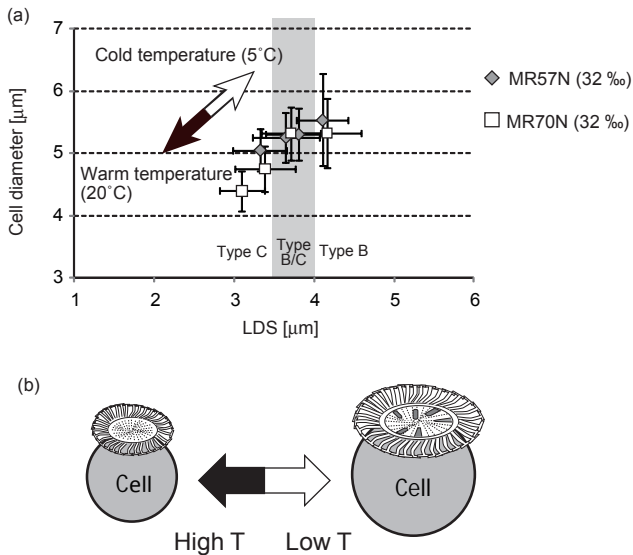 (a)
7
6
5
4
3
Cell diameter [μm]
Cold temperature (5˚C)
Warm temperature
(20˚C)
Type C
Type
B/C
Type B
1
2
3
4
5
6
LDS [μm]
MR57N (32 ‰)
MR70N (32 ‰)
(b)
Cell
Cell
High T
Low T